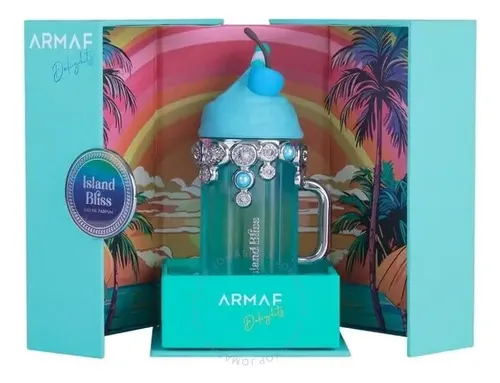 ARMAF
Delights
Island
Bliss
EAU DE PARFUM
Island Bliss
ARMAF
Delights